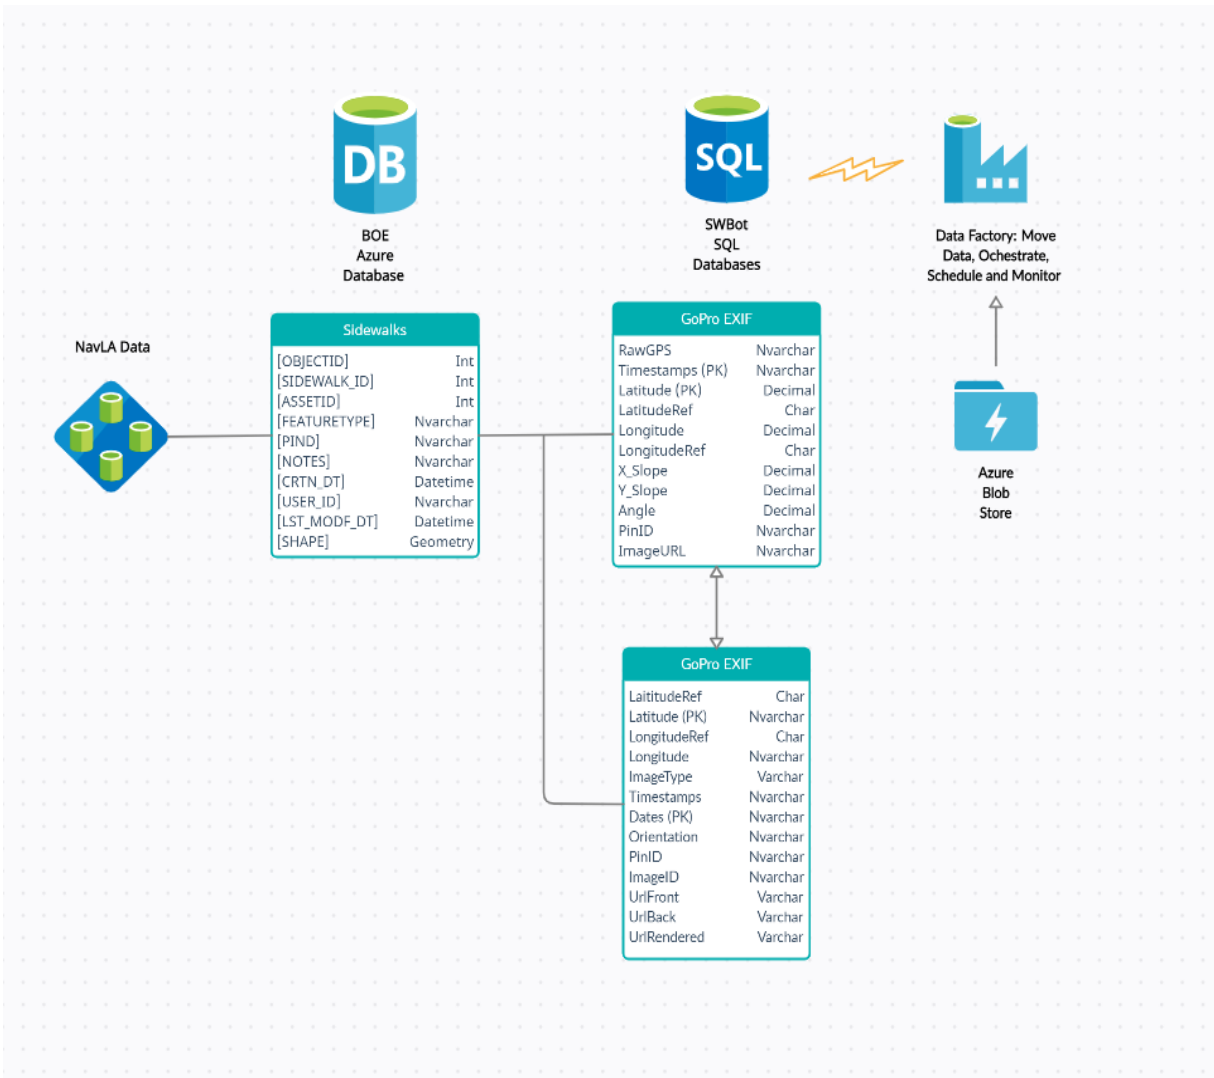 DB
BOE
Azure
Database
SQL
SWBot
SQL
Databases
Data Factory: Move
Data, Ochestrate,
Schedule and Monitor
NavLA Data
Sidewalks
[OBJECTID] Int
[SIDEWALK_ID] Int
[ASSETID] Int
[FEATURETYPE] Nvarchar
[PIND] Nvarchar
[NOTES] Nvarchar
[CRTN_DT] Datetime
[USER_ID] Nvarchar
[LST_MODF_DT] Datetime
[SHAPE] Geometry
GoPro EXIF
RawGPS Nvarchar
Timestamps (PK) Nvarchar
Latitude (PK) Decimal
LatitudeRef Char
Longitude Decimal
LongitudeRef Char
X_Slope Decimal
Y_Slope Decimal
Angle Decimal
PinID Nvarchar
ImageURL Nvarchar
Azure
Blob
Store
GoPro EXIF
LaititudeRef Char
Latitude (PK) Nvarchar
LongitudeRef Char
Longitude Nvarchar
ImageType Varchar
Timestamps Nvarchar
Dates (PK) Nvarchar
Orientation Nvarchar
PinID Nvarchar
ImageID Nvarchar
UrlFront Varchar
UrlBack Varchar
UrlRendered Varchar